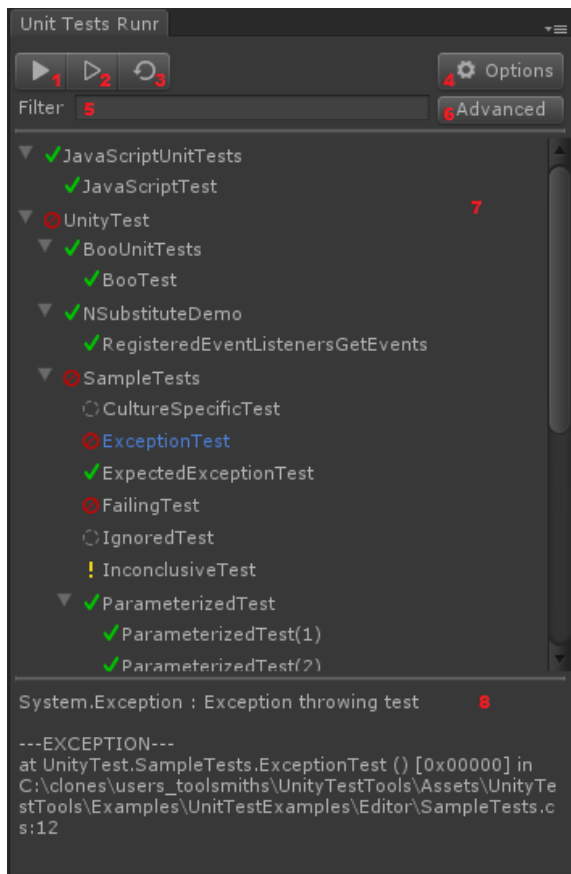 Unit Tests Runr
1 2 3 4 Options
Filter 5 6 Advanced
JavaScriptUnitTests
JavaScriptTest
7
UnityTest
BooUnitTests
BooTest
NSubstituteDemo
RegisteredEventListenersGetEvents
SampleTests
CultureSpecificTest
ExceptionTest
ExpectedExceptionTest
FailingTest
IgnoredTest
! InconclusiveTest
ParameterizedTest
ParameterizedTest(1)
ParameterizedTest(2)
System.Exception : Exception throwing test 8
---EXCEPTION---
at UnityTest.SampleTests.ExceptionTest () [0x00000] in
C:\clones\users_toolsmiths\UnityTestTools\Assets\UnityTe
stTools\Examples\UnitTestExamples\Editor\SampleTests.c
s:12